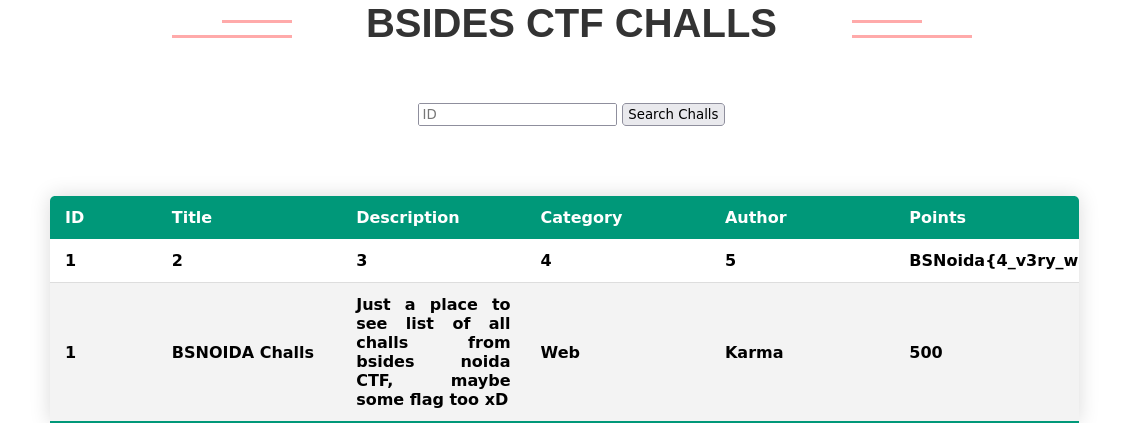 BSIDES CTF CHALLS
ID Search Challs
ID Title Description Category Author Points
1 2 3 4 5 BSNoida{4_v3ry_w
1 BSNOIDA Challs Just a place to
see list of all
challs from
bsides noida
CTF, maybe
some flag too xD Web Karma 500